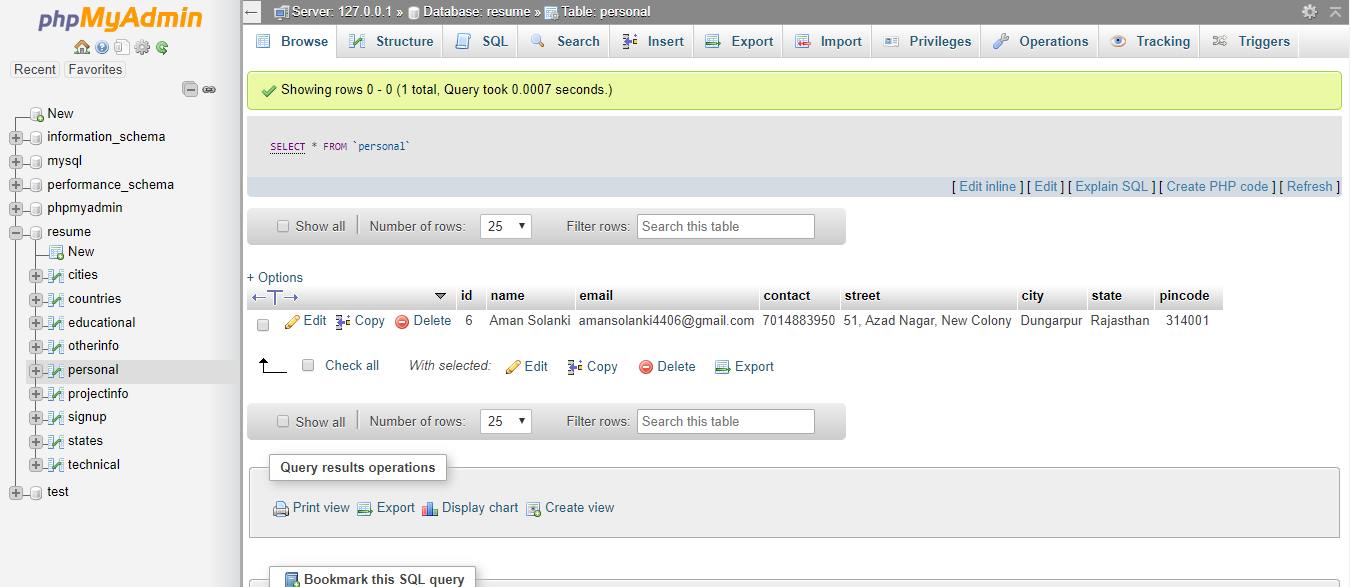 phpMyAdmin
Recent Favorites
New
information_schema
mysql
performance_schema
phpmyadmin
resume
New
cities
countries
educational
otherinfo
personal
projectinfo
signup
states
technical
test
Server: 127.0.0.1 » Database: resume » Table: personal
Browse Structure SQL Search Insert Export Import Privileges Operations Tracking Triggers
Showing rows 0 - 0 (1 total, Query took 0.0007 seconds.)
SELECT * FROM `personal`
[ Edit inline ] [ Edit ] [ Explain SQL ] [ Create PHP code ] [ Refresh ]
Show all Number of rows: 25 Filter rows: Search this table
+ Options
←T→ id name email contact street city state pincode
Edit Copy Delete 6 Aman Solanki amansolanki4406@gmail.com 7014883950 51, Azad Nagar, New Colony Dungarpur Rajasthan 314001
Check all With selected: Edit Copy Delete Export
Show all Number of rows: 25 Filter rows: Search this table
Query results operations
Print view Export Display chart Create view
Bookmark this SQL query